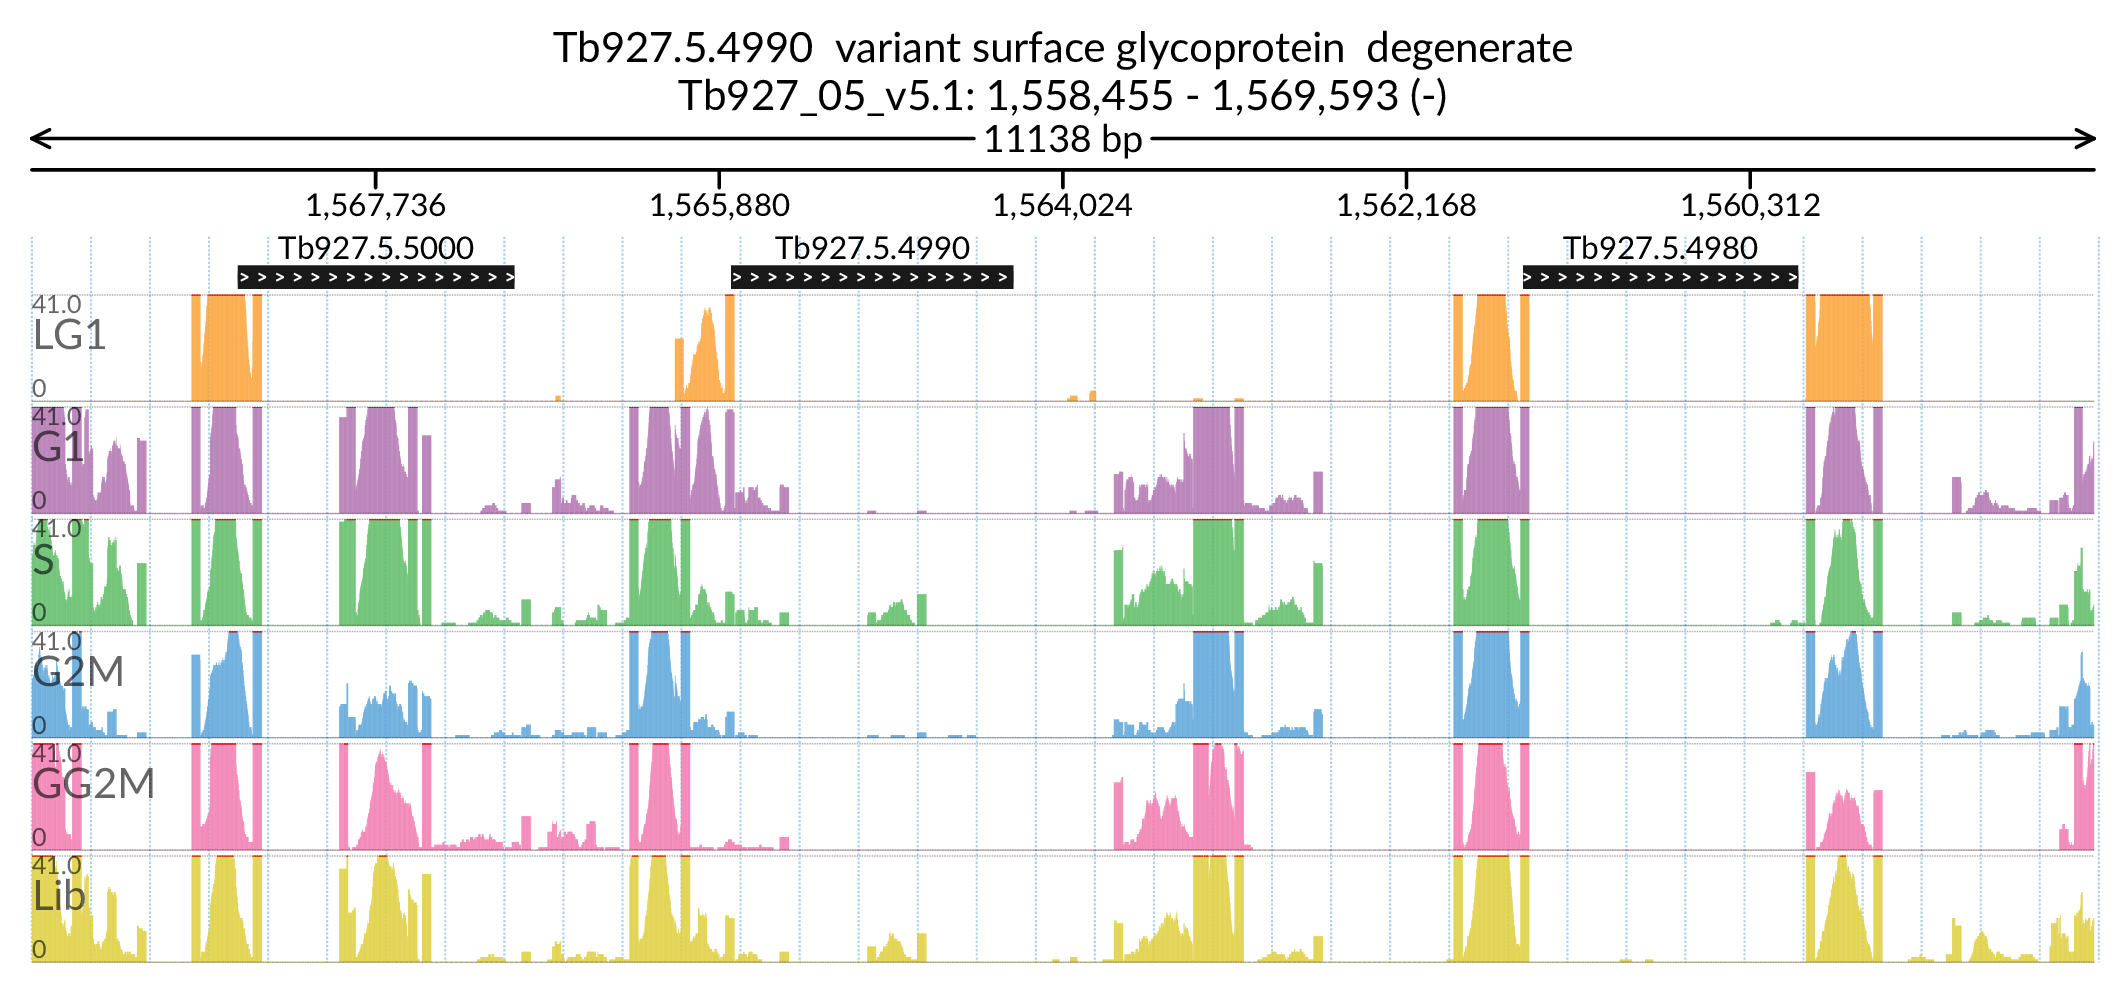 Tb927.5.4990  variant surface glycoprotein  degenerate
Tb927_05_v5.1: 1,558,455 - 1,569,593 (-)
11138 bp
1,567,736 1,565,880 1,564,024 1,562,168 1,560,312
Tb927.5.5000 Tb927.5.4990 Tb927.5.4980
41.0
LG1
0
41.0
G1
0
41.0
S
0
41.0
G2M
0
41.0
GG2M
0
41.0
Lib
0